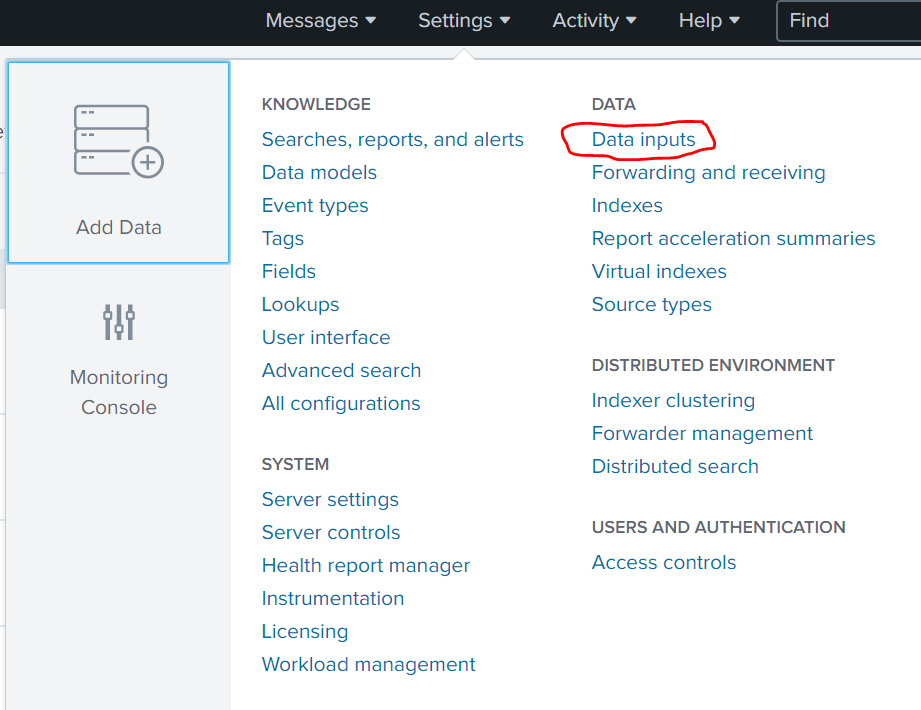 Messages Settings Activity Help Find
Add Data
Monitoring
Console
KNOWLEDGE
Searches, reports, and alerts
Data models
Event types
Tags
Fields
Lookups
User interface
Advanced search
All configurations
SYSTEM
Server settings
Server controls
Health report manager
Instrumentation
Licensing
Workload management
DATA
Data inputs
Forwarding and receiving
Indexes
Report acceleration summaries
Virtual indexes
Source types
DISTRIBUTED ENVIRONMENT
Indexer clustering
Forwarder management
Distributed search
USERS AND AUTHENTICATION
Access controls